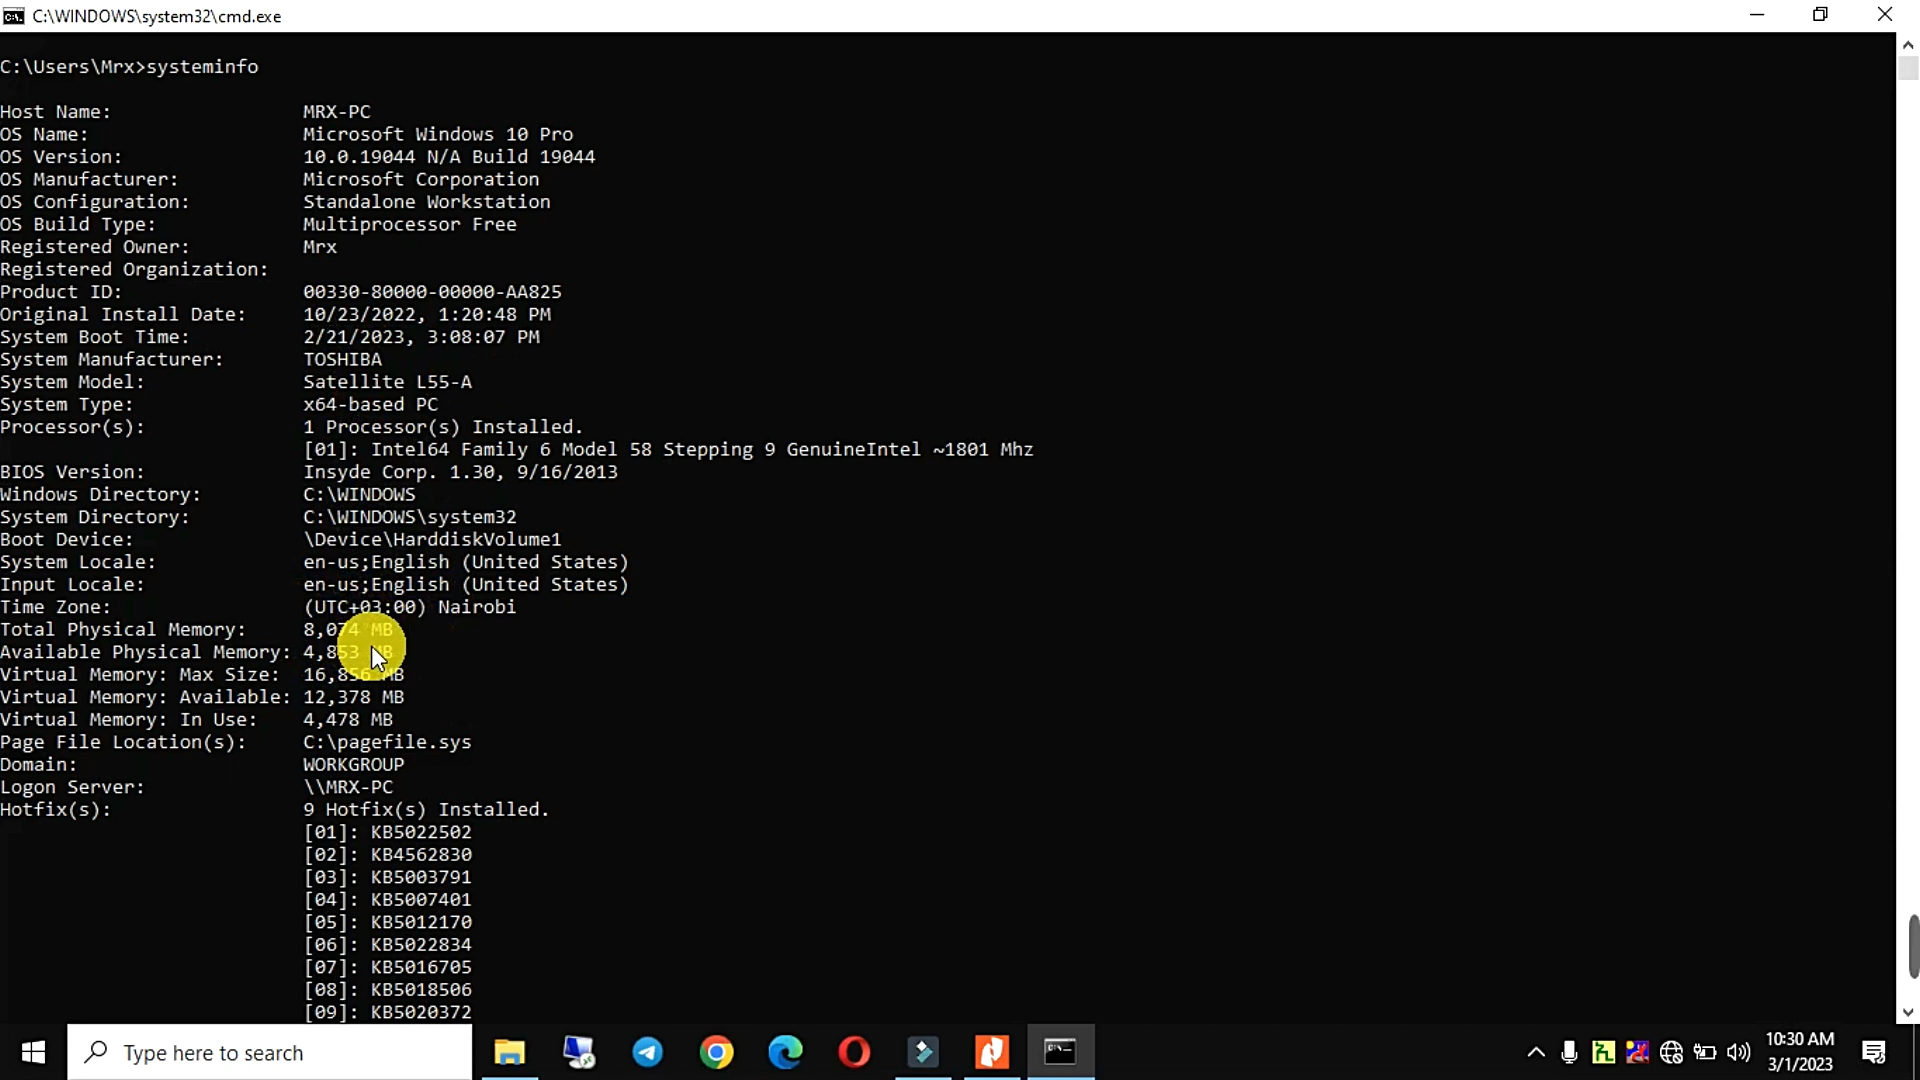 C:\WINDOWS\system32\cmd.exe
C:\Users\Mrx>systeminfo
Host Name: MRX-PC
OS Name: Microsoft Windows 10 Pro
OS Version: 10.0.19044 N/A Build 19044
OS Manufacturer: Microsoft Corporation
OS Configuration: Standalone Workstation
OS Build Type: Multiprocessor Free
Registered Owner: Mrx
Registered Organization:
Product ID: 00330-80000-00000-AA825
Original Install Date: 10/23/2022, 1:20:48 PM
System Boot Time: 2/21/2023, 3:08:07 PM
System Manufacturer: TOSHIBA
System Model: Satellite L55-A
System Type: x64-based PC
Processor(s): 1 Processor(s) Installed.
[01]: Intel64 Family 6 Model 58 Stepping 9 GenuineIntel ~1801 Mhz
BIOS Version: Insyde Corp. 1.30, 9/16/2013
Windows Directory: C:\WINDOWS
System Directory: C:\WINDOWS\system32
Boot Device: \Device\HarddiskVolume1
System Locale: en-us;English (United States)
Input Locale: en-us;English (United States)
Time Zone: (UTC+03:00) Nairobi
Total Physical Memory: 8,074 MB
Available Physical Memory: 4,853 MB
Virtual Memory: Max Size: 16,856 MB
Virtual Memory: Available: 12,378 MB
Virtual Memory: In Use: 4,478 MB
Page File Location(s): C:\pagefile.sys
Domain: WORKGROUP
Logon Server: \\MRX-PC
Hotfix(s): 9 Hotfix(s) Installed.
[01]: KB5022502
[02]: KB4562830
[03]: KB5003791
[04]: KB5007401
[05]: KB5012170
[06]: KB5022834
[07]: KB5016705
[08]: KB5018506
[09]: KB5020372
Type here to search
10:30 AM
3/1/2023